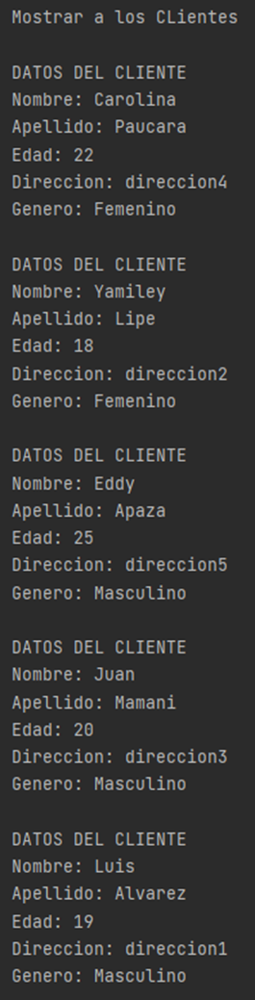 Mostrar a los CLientes
DATOS DEL CLIENTE
Nombre: Carolina
Apellido: Paucara
Edad: 22
Direccion: direccion4
Genero: Femenino
DATOS DEL CLIENTE
Nombre: Yamiley
Apellido: Lipe
Edad: 18
Direccion: direccion2
Genero: Femenino
DATOS DEL CLIENTE
Nombre: Eddy
Apellido: Apaza
Edad: 25
Direccion: direccion5
Genero: Masculino
DATOS DEL CLIENTE
Nombre: Juan
Apellido: Mamani
Edad: 20
Direccion: direccion3
Genero: Masculino
DATOS DEL CLIENTE
Nombre: Luis
Apellido: Alvarez
Edad: 19
Direccion: direccion1
Genero: Masculino